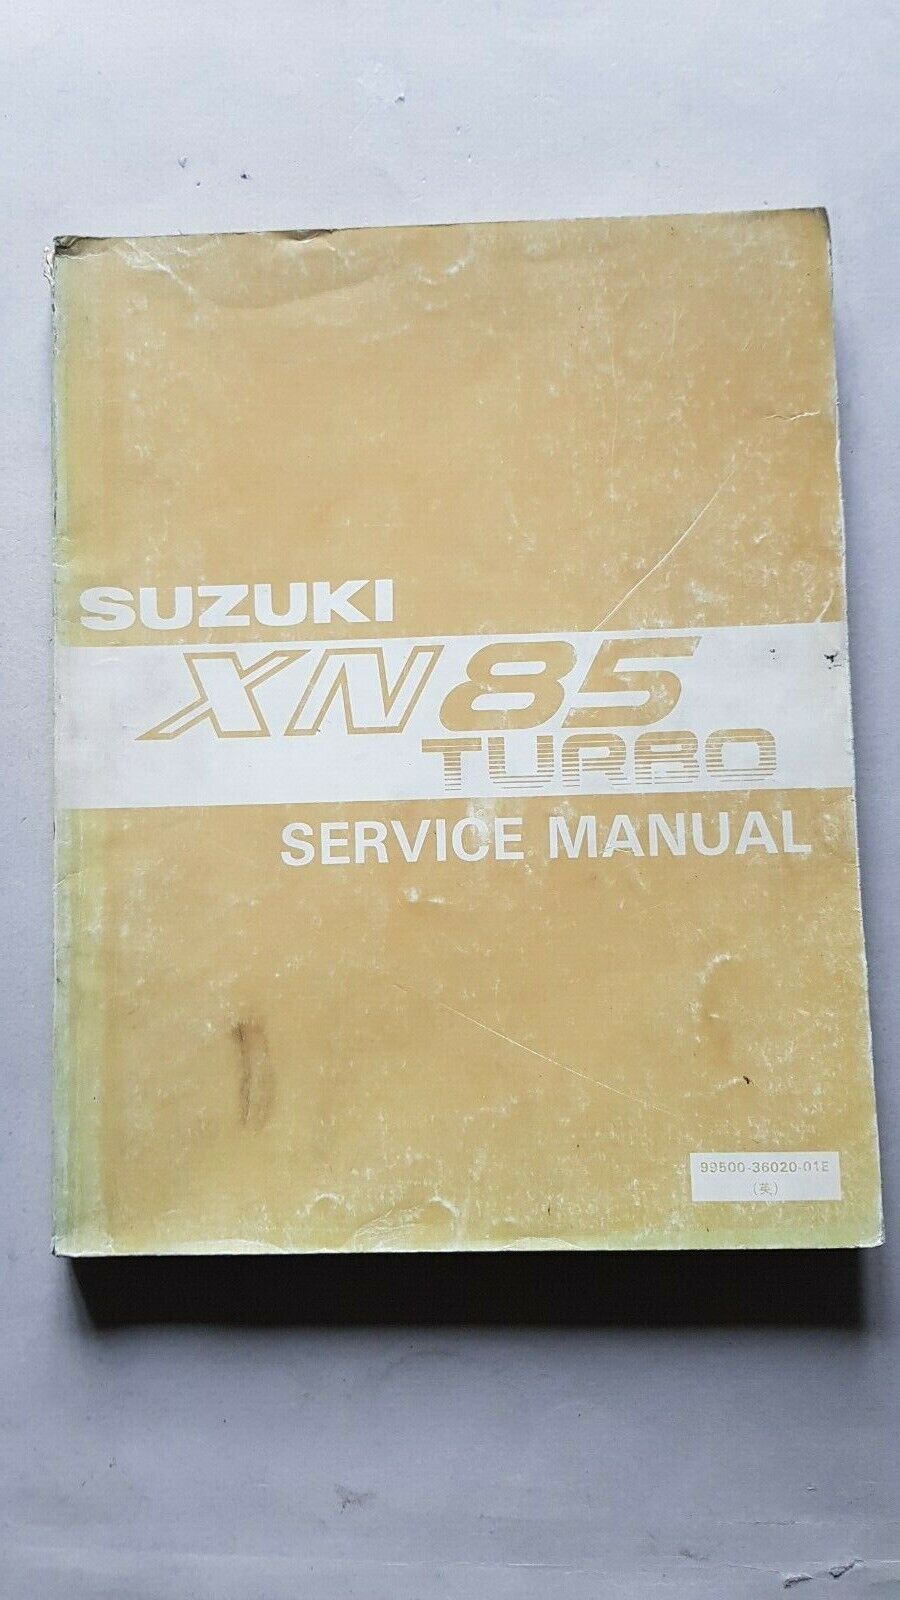 SUZUKI
XN85
TURBO
SERVICE MANUAL
99500-36020-01E
(英)